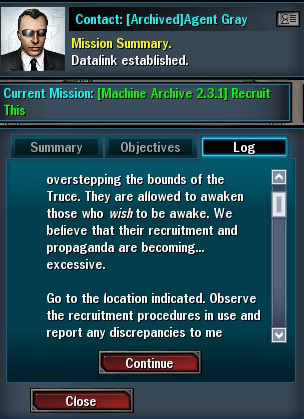 Contact: [Archived]Agent Gray
Mission Summary.
Datalink established.
Current Mission: [Machine Archive 2.3.1] Recruit
This
Summary
Objectives
Log
overstepping the bounds of the
Truce. They are allowed to awaken
those who wish to be awake. We
believe that their recruitment and
propaganda are becoming...
excessive.
Go to the location indicated. Observe
the recruitment procedures in use and
report any discrepancies to me
Continue
Close